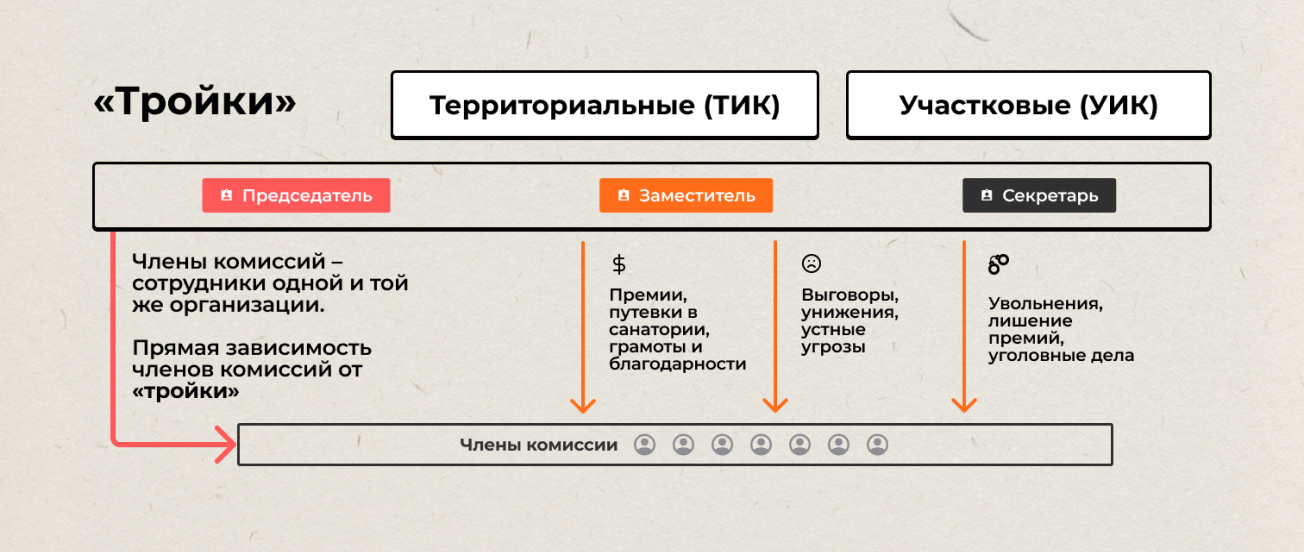 «Тройки»
Территориальные (ТИК)
Участковые (УИК)
Председатель
Заместитель
Секретарь
Члены комиссий –
сотрудники одной и той
же организации.
Прямая зависимость
членов комиссий от
«тройки»
$
Премии,
путевки в
санатории,
грамоты и
благодарности
Выговоры,
унижения,
устные
угрозы
Увольнения,
лишение
премий,
уголовные дела
Члены комиссии